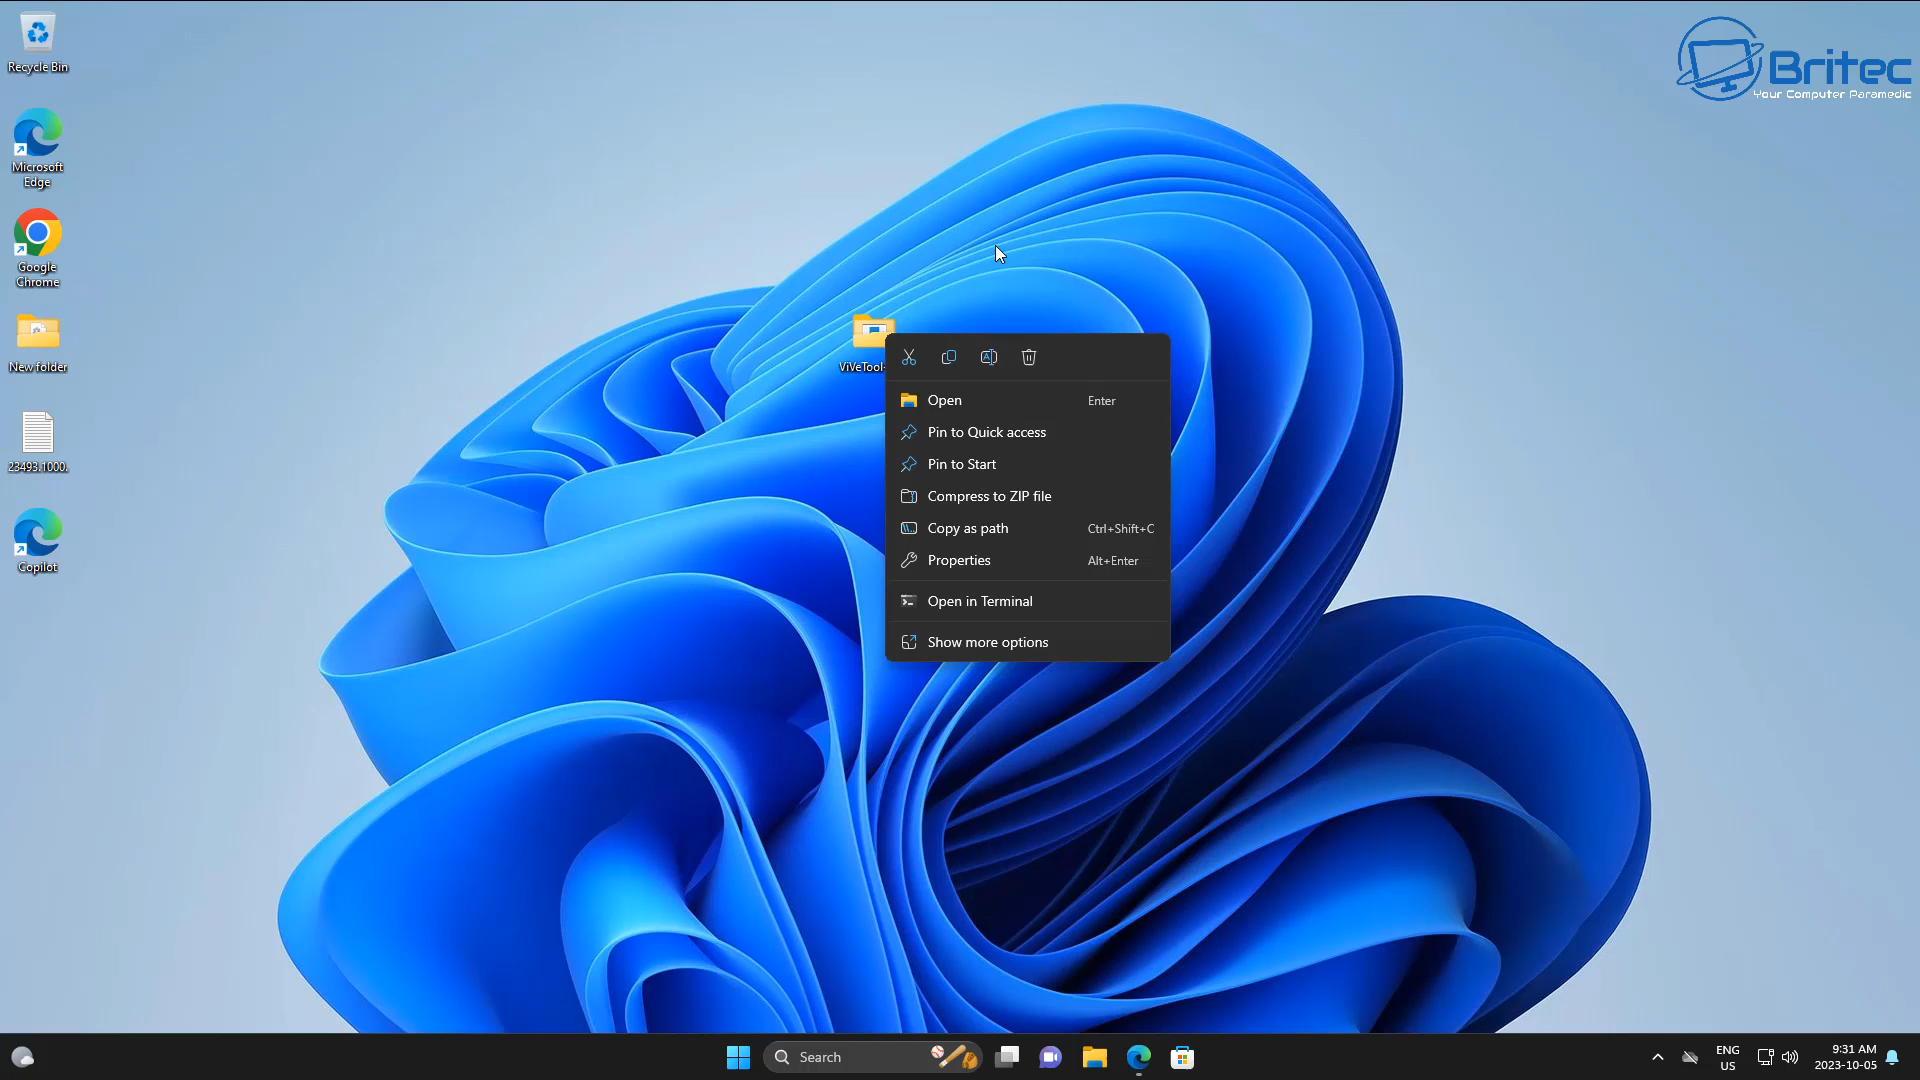 Recycle Bin
Microsoft
Edge
Google
Chrome
New folder
23493.1000.
Copilot
Britec
Your Computer Paramedic
ViVeTool-
Open Enter
Pin to Quick access
Pin to Start
Compress to ZIP file
Copy as path Ctrl+Shift+C
Properties Alt+Enter
Open in Terminal
Show more options
Search
ENG
US
9:31 AM
2023-10-05